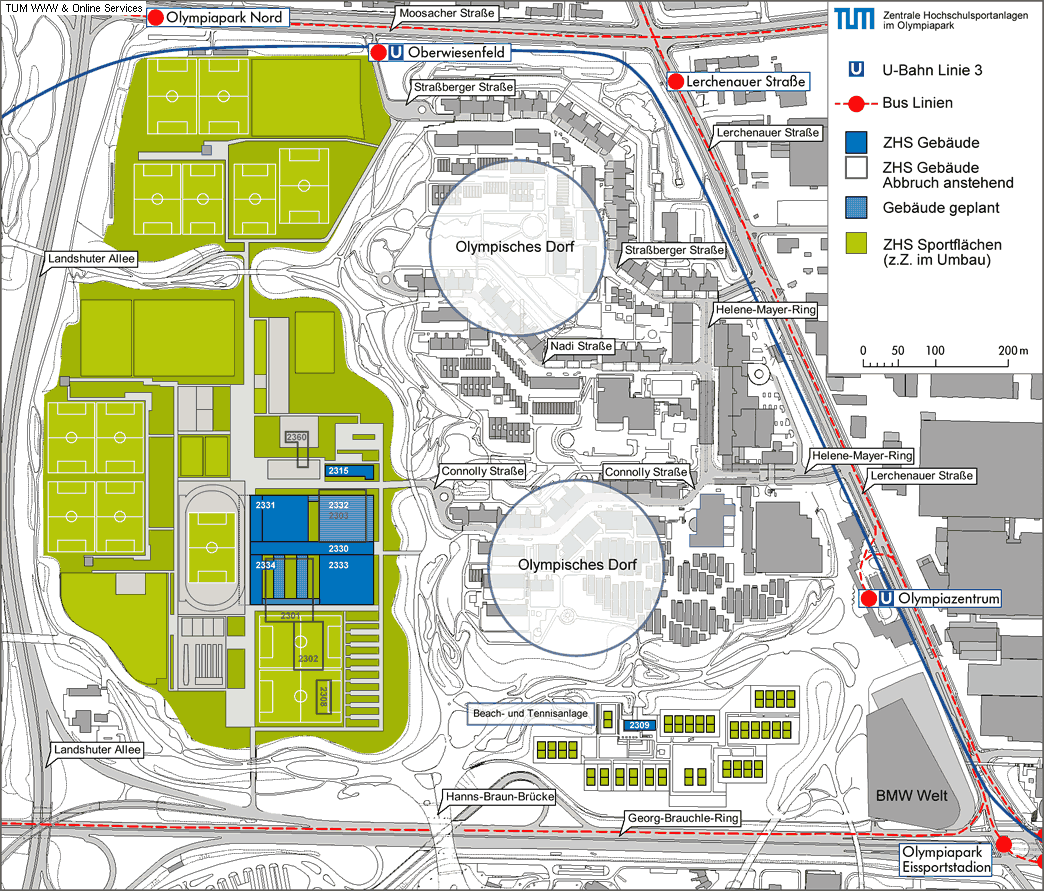 TUM WWW & Online Services
Olympiapark Nord
Moosacher Straße
U Oberwiesenfeld
Straßberger Straße
Lerchenauer Straße
Lerchenauer Straße
TUM Zentrale Hochschulsportanlagen
im Olympiapark
U U-Bahn Linie 3
Bus Linien
ZHS Gebäude
ZHS Gebäude
Abbruch anstehend
Gebäude geplant
ZHS Sportflächen
(z.Z. im Umbau)
0 50 100 200 m
Landshuter Allee
Olympisches Dorf
Straßberger Straße
Helene-Mayer-Ring
Nadi Straße
2360
2315
Connolly Straße
Connolly Straße
Helene-Mayer-Ring
Lerchenauer Straße
2331
2332
2303
2330
2334
2333
Olympisches Dorf
U Olympiazentrum
2301
2302
2308
Beach- und Tennisanlage
2309
Landshuter Allee
Hanns-Braun-Brücke
Georg-Brauchle-Ring
BMW Welt
Olympiapark
Eissportstadion